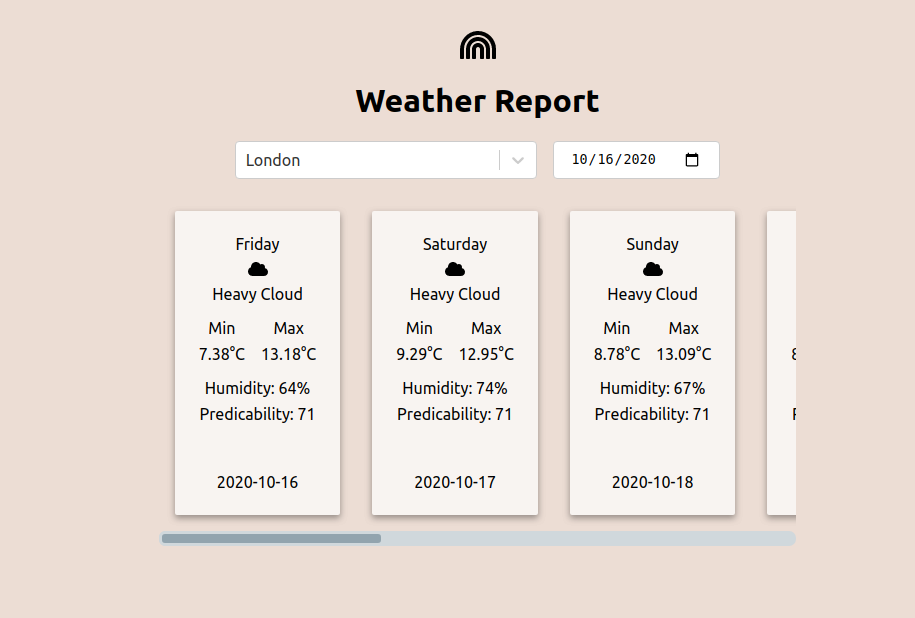 Weather Report
London
10/16/2020
Friday
Heavy Cloud
Min Max
7.38°C 13.18°C
Humidity: 64%
Predicability: 71
2020-10-16
Saturday
Heavy Cloud
Min Max
9.29°C 12.95°C
Humidity: 74%
Predicability: 71
2020-10-17
Sunday
Heavy Cloud
Min Max
8.78°C 13.09°C
Humidity: 67%
Predicability: 71
2020-10-18